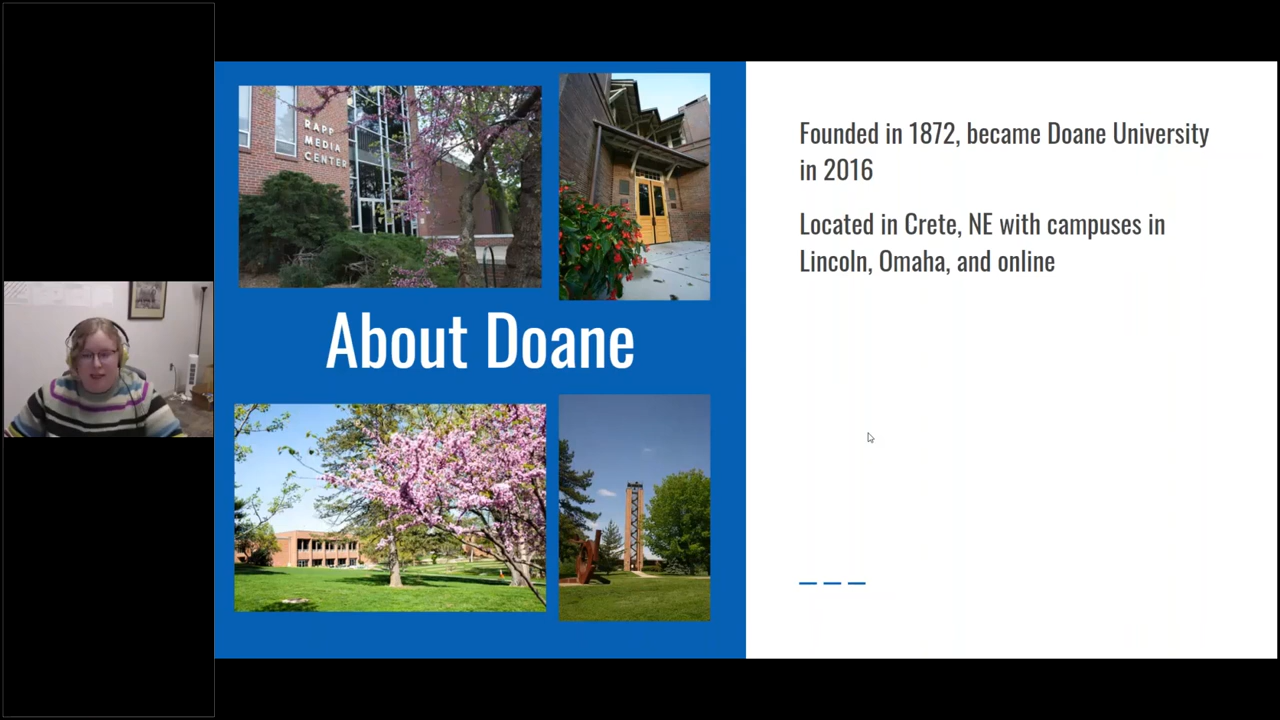 RAPP
MEDIA
CENTER
About Doane
Founded in 1872, became Doane University
in 2016
Located in Crete, NE with campuses in
Lincoln, Omaha, and online